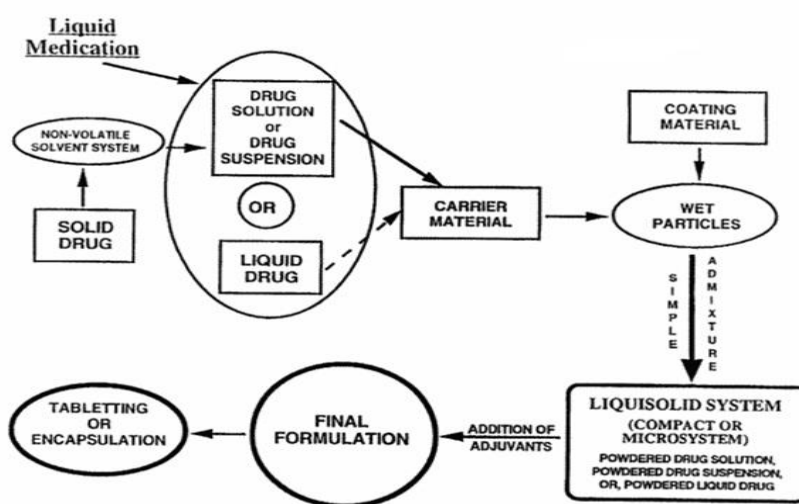 Liquid
Medication
NON-VOLATILE
SOLVENT SYSTEM
SOLID
DRUG
DRUG
SOLUTION
or
DRUG
SUSPENSION
OR
LIQUID
DRUG
CARRIER
MATERIAL
COATING
MATERIAL
WET
PARTICLES
SIMPLE
ADMIXTURE
LIQUISOLID SYSTEM
(COMPACT OR
MICROSYSTEM)
POWDERED DRUG SOLUTION,
POWDERED DRUG SUSPENSION,
OR, POWDERED LIQUID DRUG
ADDITION OF
ADJUVANTS
FINAL
FORMULATION
TABLETTING
OR
ENCAPSULATION